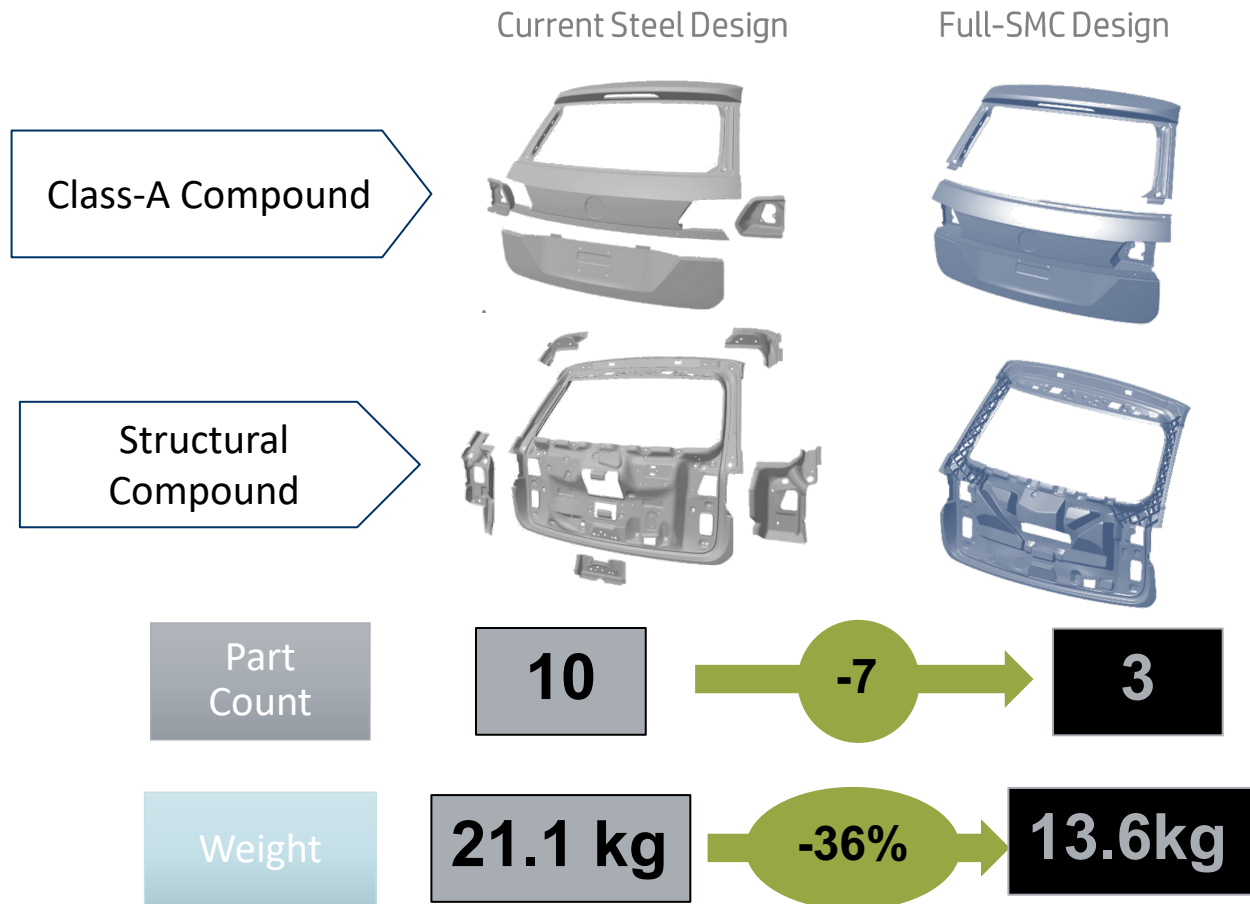 Current Steel Design
Full-SMC Design
Class-A Compound
Structural
Compound
Part
Count
10
-7
3
Weight
21.1 kg
-36%
13.6kg